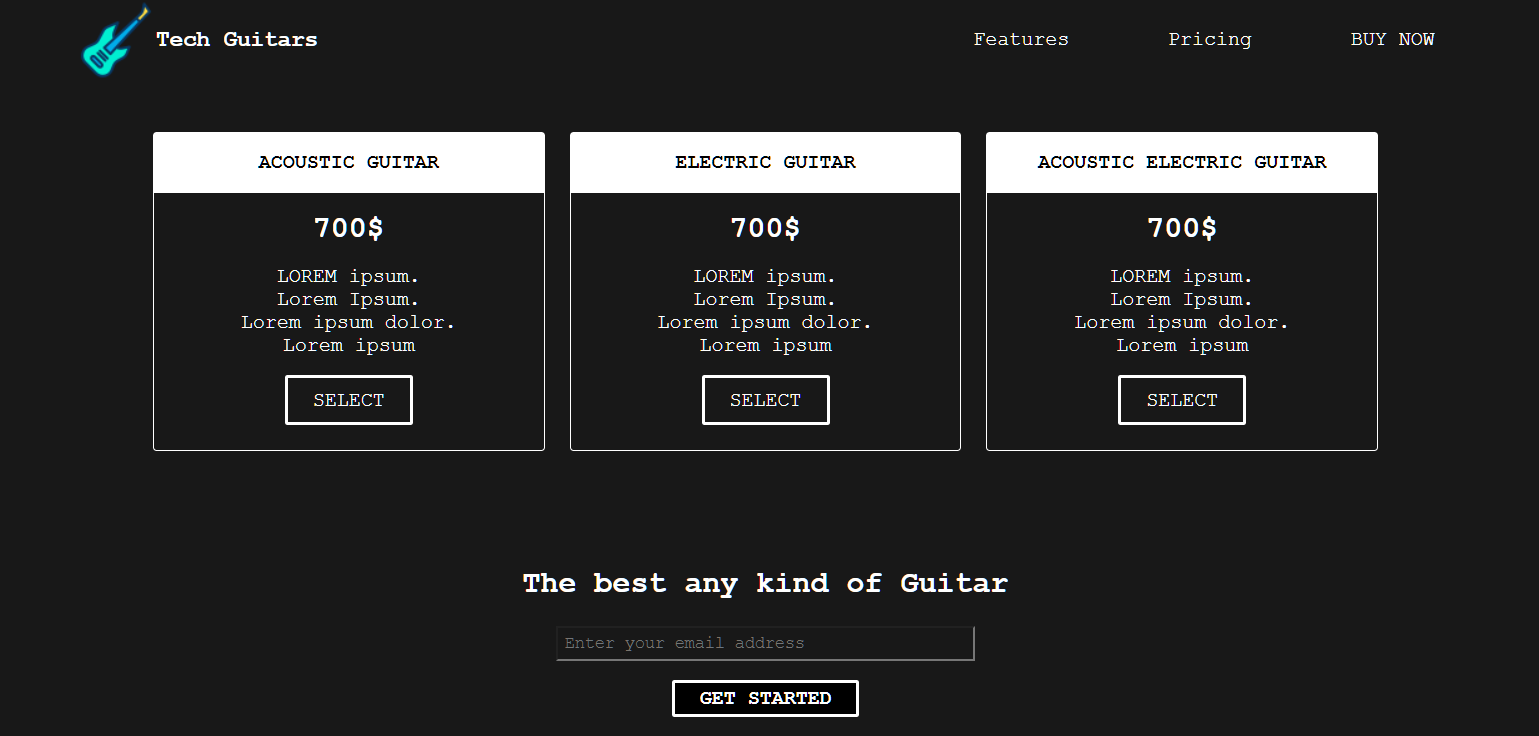 ON
Tech Guitars
Features
Pricing
BUY NOW
ACOUSTIC GUITAR
700$
LOREM ipsum.
Lorem Ipsum.
Lorem ipsum dolor.
Lorem ipsum
SELECT
ELECTRIC GUITAR
700$
LOREM ipsum.
Lorem Ipsum.
Lorem ipsum dolor.
Lorem ipsum
SELECT
ACOUSTIC ELECTRIC GUITAR
700$
LOREM ipsum.
Lorem Ipsum.
Lorem ipsum dolor.
Lorem ipsum
SELECT
The best any kind of Guitar
Enter your email address
GET STARTED